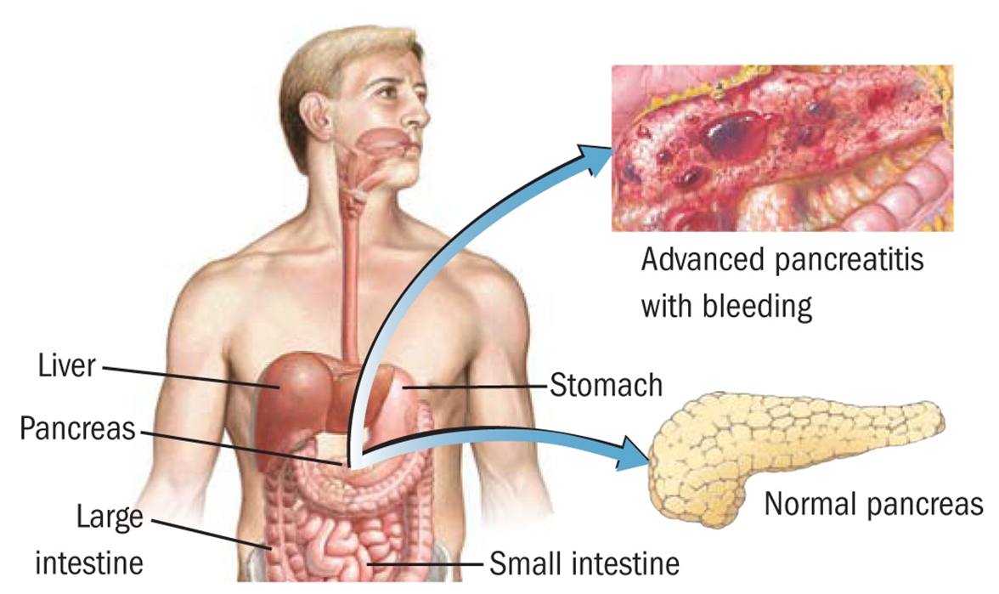 Advanced pancreatitis
with bleeding
Liver
Stomach
Pancreas
Normal pancreas
Large
intestine
Small intestine